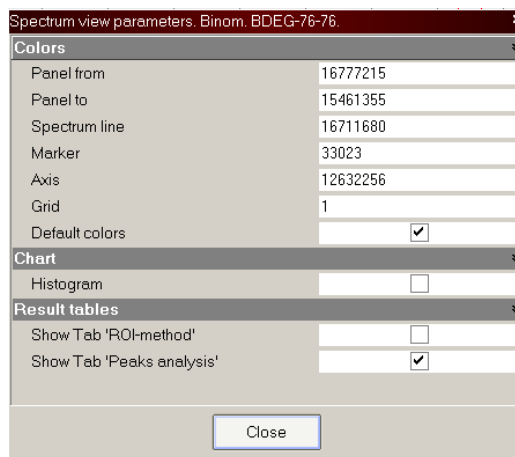 Spectrum view parameters. Binom. BDEG-76-76.
Colors
Panel from 16777215
Panel to 15461355
Spectrum line 16711680
Marker 33023
Axis 12632256
Grid 1
Default colors
Chart
Histogram
Result tables
Show Tab 'ROI-method'
Show Tab 'Peaks analysis'
Close